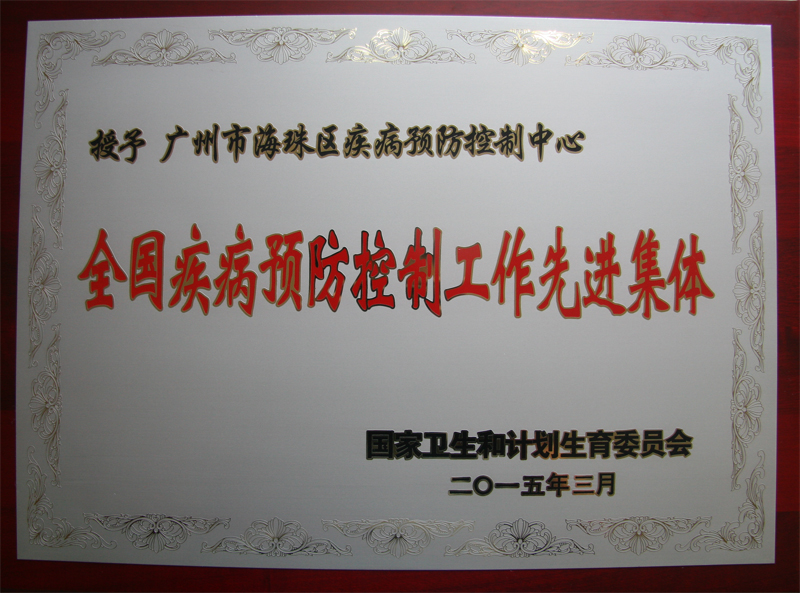 授予 广州市海珠区疾病预防控制中心
全国疾病预防控制工作先进集体
国家卫生和计划生育委员会
二〇一五年三月